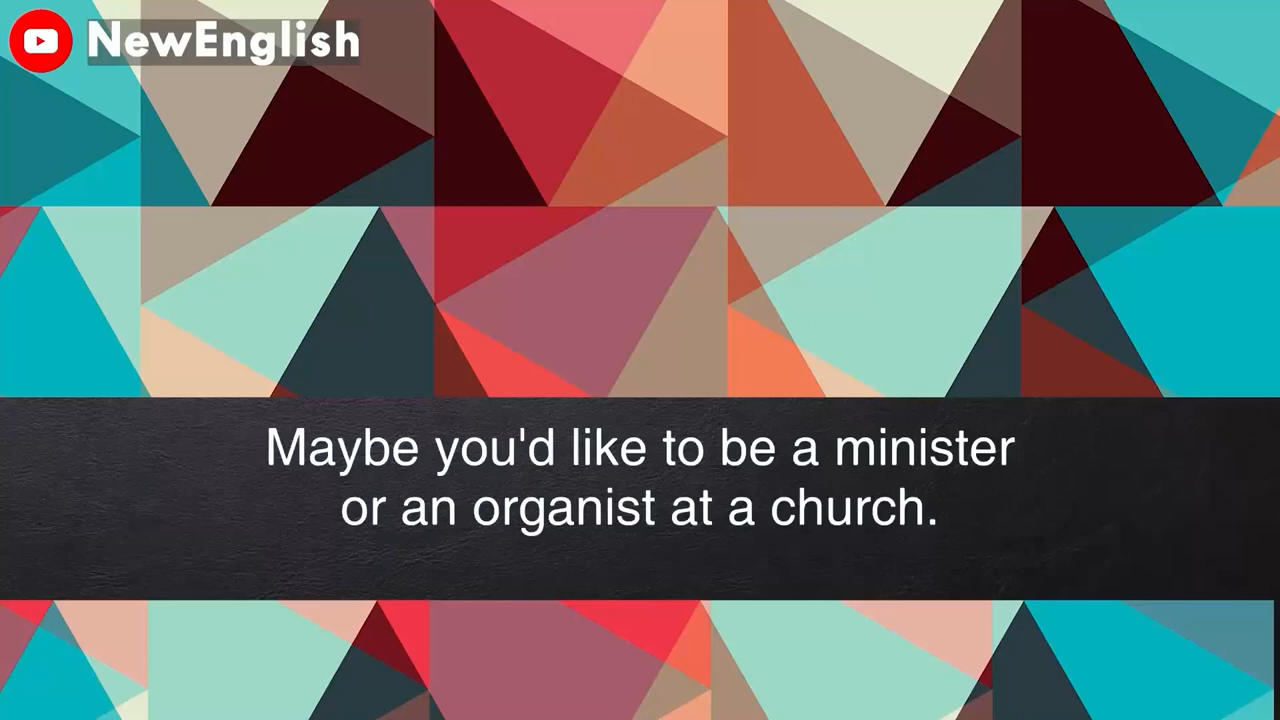 NewEnglish
Maybe you'd like to be a minister
or an organist at a church.